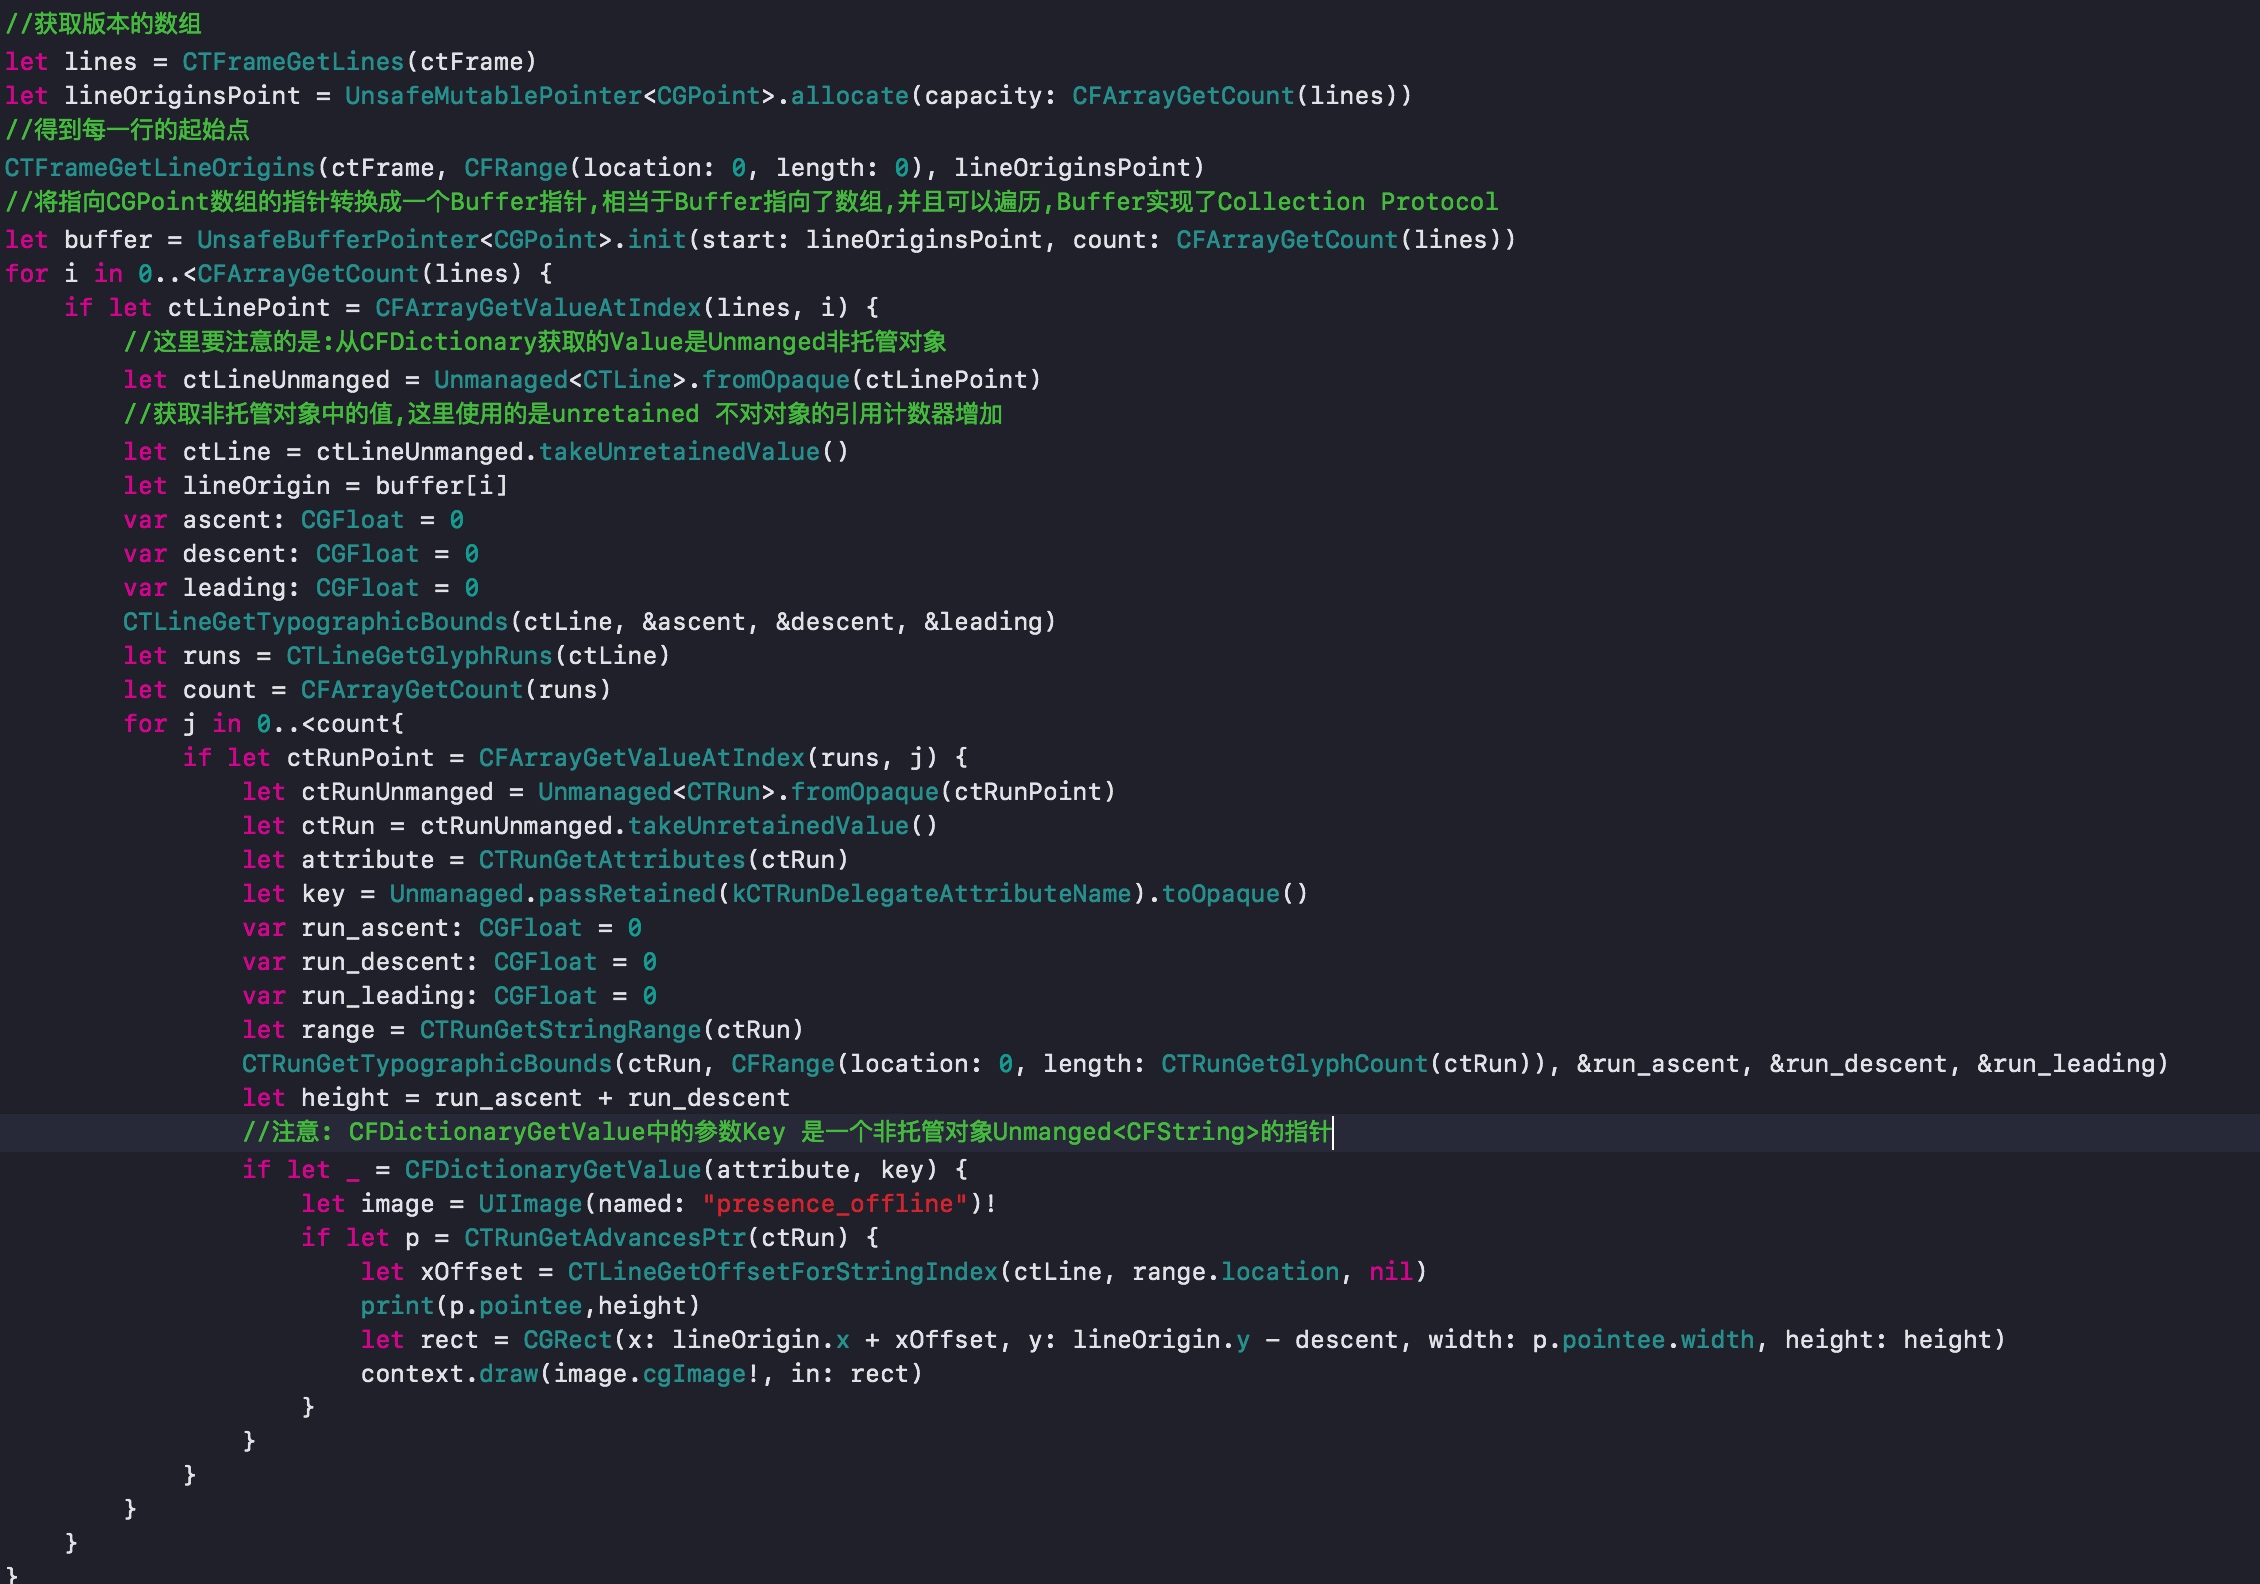 //获取版本的数组
let lines = CTFrameGetLines(ctFrame)
let lineOriginsPoint = UnsafeMutablePointer<CGPoint>.allocate(capacity: CFArrayGetCount(lines))
//得到每一行的起始点
CTFrameGetLineOrigins(ctFrame, CFRange(location: 0, length: 0), lineOriginsPoint)
//将指向CGPoint数组的指针转换成一个Buffer指针,相当于Buffer指向了数组,并且可以遍历,Buffer实现了Collection Protocol
let buffer = UnsafeBufferPointer<CGPoint>.init(start: lineOriginsPoint, count: CFArrayGetCount(lines))
for i in 0..<CFArrayGetCount(lines) {
    if let ctLinePoint = CFArrayGetValueAtIndex(lines, i) {
        //这里要注意的是:从CFDictionary获取的Value是Unmanged非托管对象
        let ctLineUnmanged = Unmanaged<CTLine>.fromOpaque(ctLinePoint)
        //获取非托管对象中的值,这里使用的是unretained 不对对象的引用计数器增加
        let ctLine = ctLineUnmanged.takeUnretainedValue()
        let lineOrigin = buffer[i]
        var ascent: CGFloat = 0
        var descent: CGFloat = 0
        var leading: CGFloat = 0
        CTLineGetTypographicBounds(ctLine, &ascent, &descent, &leading)
        let runs = CTLineGetGlyphRuns(ctLine)
        let count = CFArrayGetCount(runs)
        for j in 0..<count{
            if let ctRunPoint = CFArrayGetValueAtIndex(runs, j) {
                let ctRunUnmanged = Unmanaged<CTRun>.fromOpaque(ctRunPoint)
                let ctRun = ctRunUnmanged.takeUnretainedValue()
                let attribute = CTRunGetAttributes(ctRun)
                let key = Unmanaged.passRetained(kCTRunDelegateAttributeName).toOpaque()
                var run_ascent: CGFloat = 0
                var run_descent: CGFloat = 0
                var run_leading: CGFloat = 0
                let range = CTRunGetStringRange(ctRun)
                CTRunGetTypographicBounds(ctRun, CFRange(location: 0, length: CTRunGetGlyphCount(ctRun)), &run_ascent, &run_descent, &run_leading)
                let height = run_ascent + run_descent
                //注意: CFDictionaryGetValue中的参数Key 是一个非托管对象Unmanged<CFString>的指针
                if let _ = CFDictionaryGetValue(attribute, key) {
                    let image = UIImage(named: "presence_offline")!
                    if let p = CTRunGetAdvancesPtr(ctRun) {
                        let xOffset = CTLineGetOffsetForStringIndex(ctLine, range.location, nil)
                        print(p.pointee,height)
                        let rect = CGRect(x: lineOrigin.x + xOffset, y: lineOrigin.y - descent, width: p.pointee.width, height: height)
                        context.draw(image.cgImage!, in: rect)
                    }
                }
            }
        }
    }
}